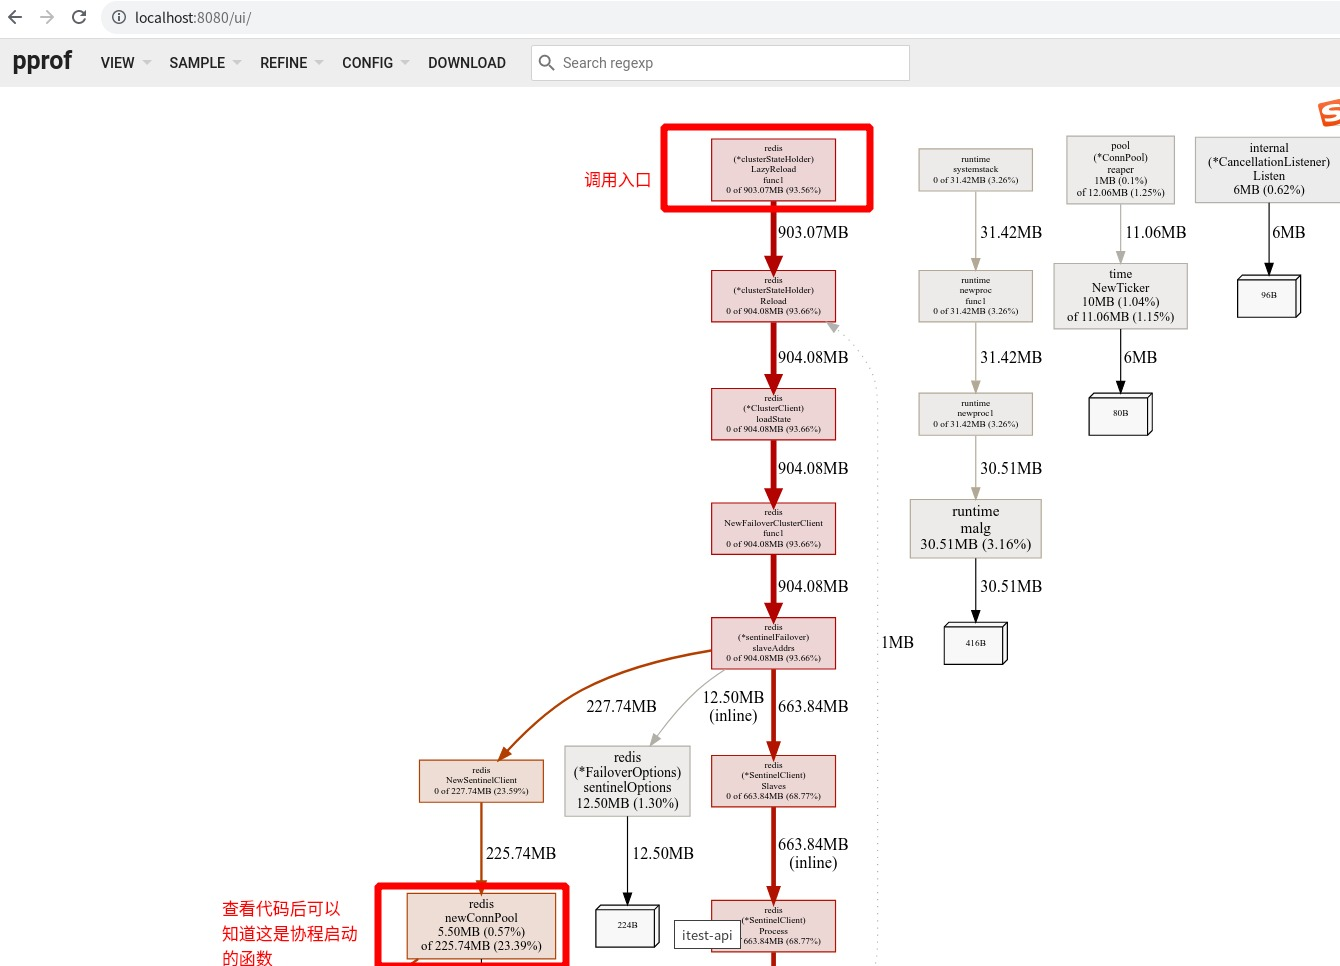 localhost:8080/ui/
pprof
VIEW
SAMPLE
REFINE
CONFIG
DOWNLOAD
Search regexp
调用入口
redis
(*clusterStateHolder)
LazyReload
func1
0 of 903.07MB (93.56%)
903.07MB
redis
(*clusterStateHolder)
Reload
0 of 904.08MB (93.66%)
904.08MB
redis
(*ClusterClient)
loadState
0 of 904.08MB (93.66%)
904.08MB
redis
NewFailoverClusterClient
func1
0 of 904.08MB (93.66%)
904.08MB
redis
(*sentinelFailover)
slaveAddrs
0 of 904.08MB (93.66%)
1MB
227.74MB
12.50MB
(inline)
663.84MB
redis
NewSentinelClient
0 of 227.74MB (23.59%)
225.74MB
redis
(*FailoverOptions)
sentinelOptions
12.50MB (1.30%)
12.50MB
224B
redis
(*SentinelClient)
Slaves
0 of 663.84MB (68.77%)
663.84MB
(inline)
redis
(*SentinelClient)
Process
663.84MB (68.77%)
itest-api
查看代码后可以
知道这是协程启动
的函数
redis
newConnPool
5.50MB (0.57%)
of 225.74MB (23.39%)
runtime
systemstack
0 of 31.42MB (3.26%)
31.42MB
runtime
newproc
func1
0 of 31.42MB (3.26%)
31.42MB
runtime
newproc1
0 of 31.42MB (3.26%)
30.51MB
runtime
malg
30.51MB (3.16%)
30.51MB
416B
pool
(*ConnPool)
reaper
1MB (0.1%)
of 12.06MB (1.25%)
11.06MB
time
NewTicker
10MB (1.04%)
of 11.06MB (1.15%)
6MB
80B
internal
(*CancellationListener)
Listen
6MB (0.62%)
6MB
96B